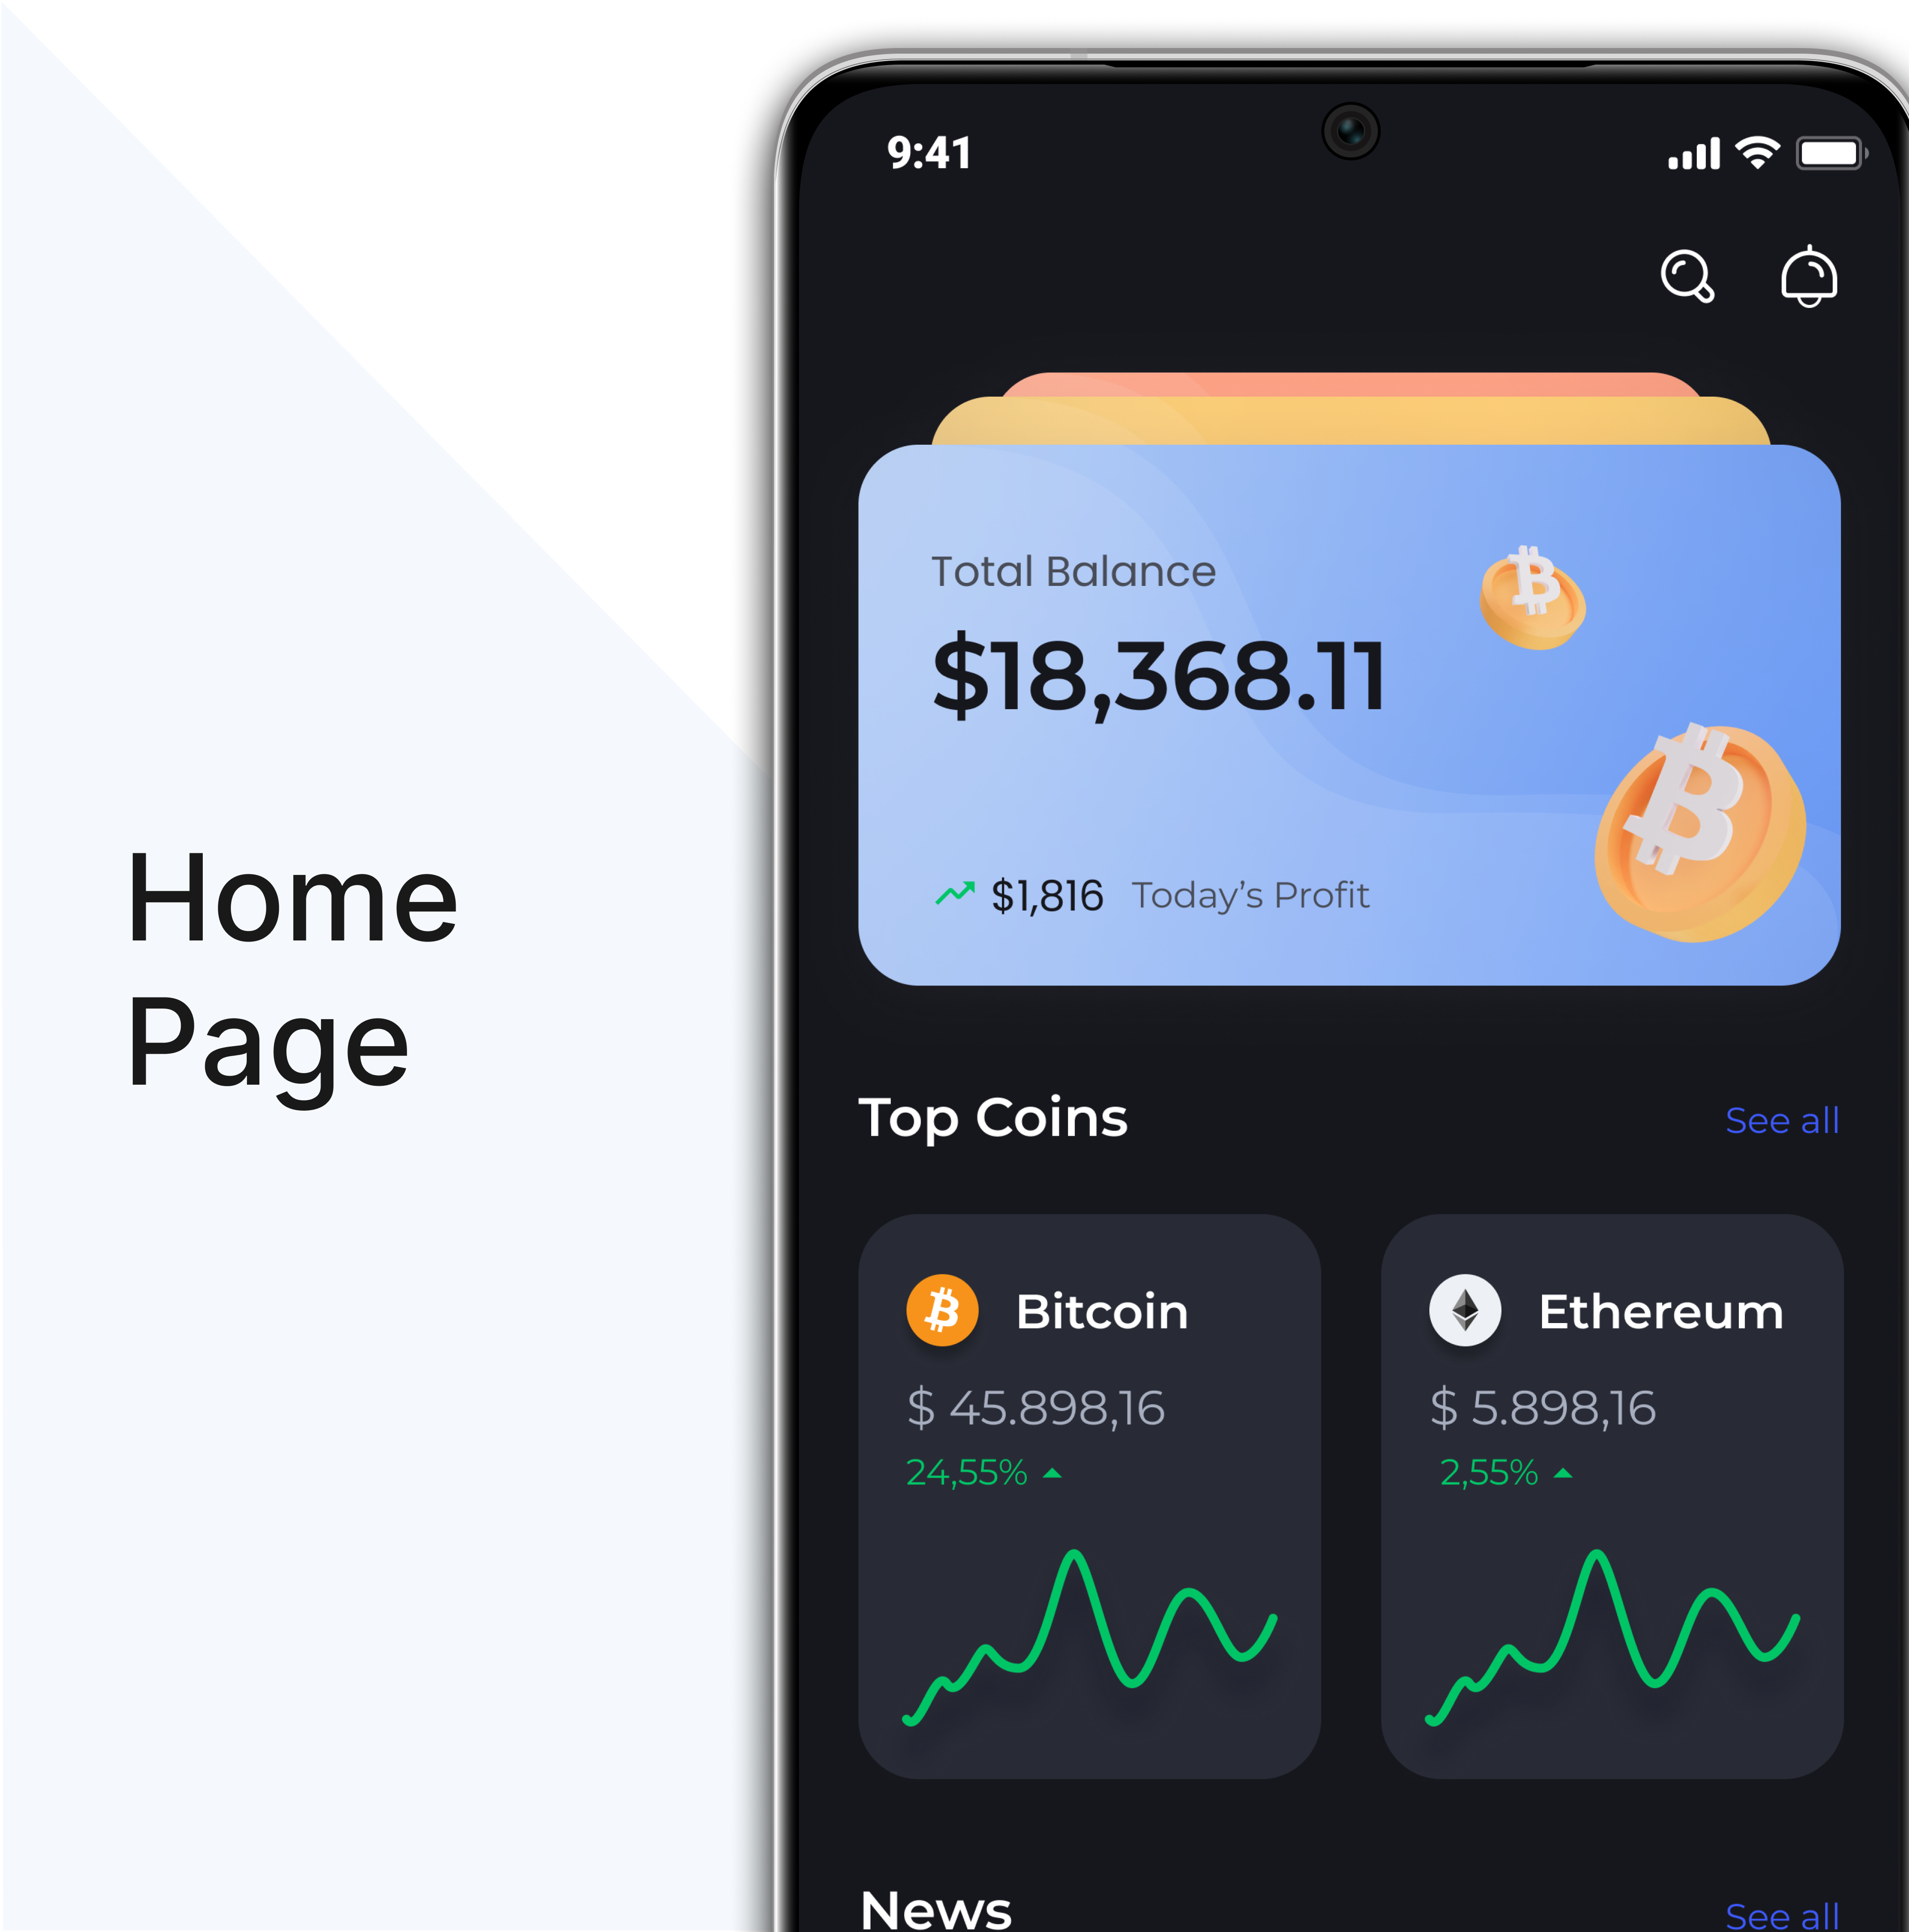 Home
Page
9:41
Total Balance
$18,368.11
$1,816 Today's Profit
Top Coins See all
Bitcoin
$ 45.898,16
24,55%
Ethereum
$ 5.898,16
2,55%
News See all